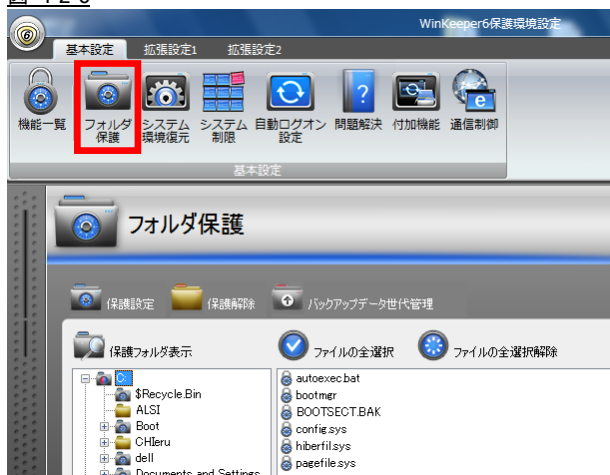 WinKeeper6保護環境設定
基本設定 拡張設定1 拡張設定2
機能一覧 フォルダ保護 システム環境復元 システム制限 自動ログオン設定 問題解決 付加機能 通信制御
基本設定
フォルダ保護
保護設定 保護解除 バックアップデータ世代管理
保護フォルダ表示 ファイルの全選択 ファイルの全選択解除
C:
$Recycle.Bin
ALSI
Boot
CHIeru
dell
Documents and Settings
autoexec.bat
bootmgr
BOOTSECT.BAK
config.sys
hiberfil.sys
pagefile.sys